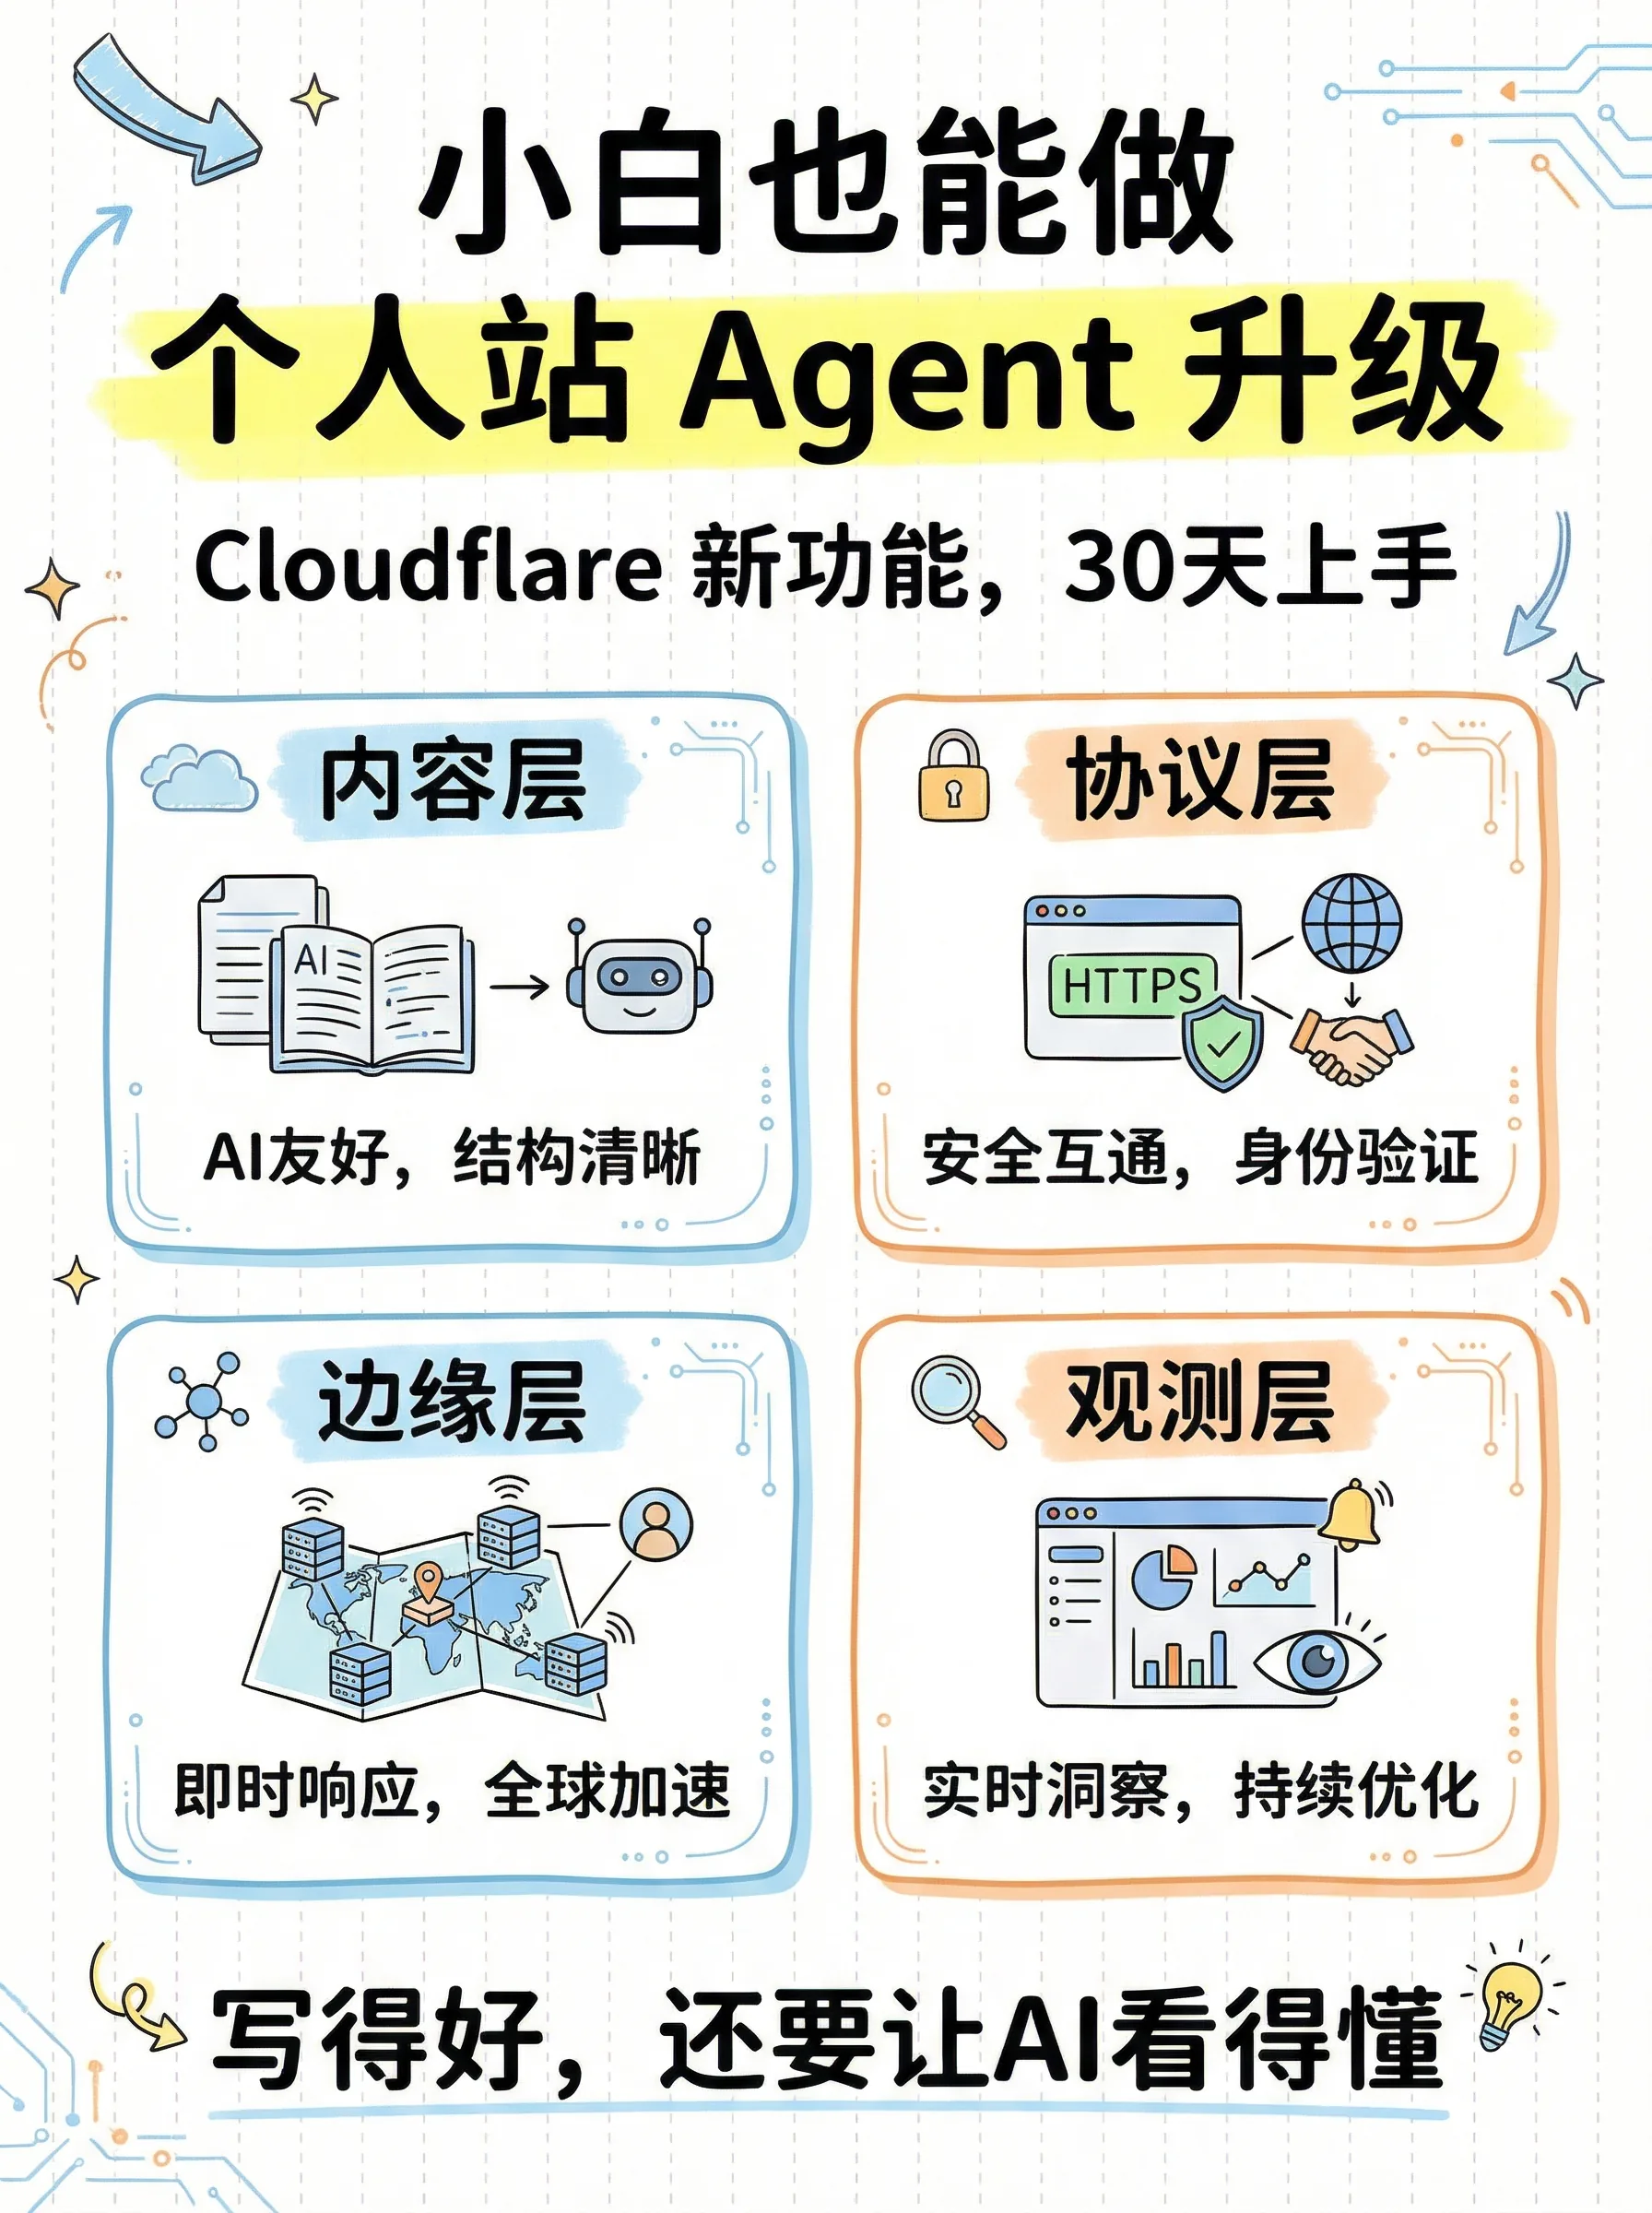 小白也能做
个人站 Agent 升级
Cloudflare 新功能，30天上手
内容层
AI
AI友好，结构清晰
协议层
HTTPS
安全互通，身份验证
边缘层
即时响应，全球加速
观测层
实时洞察，持续优化
写得好，还要让AI看得懂